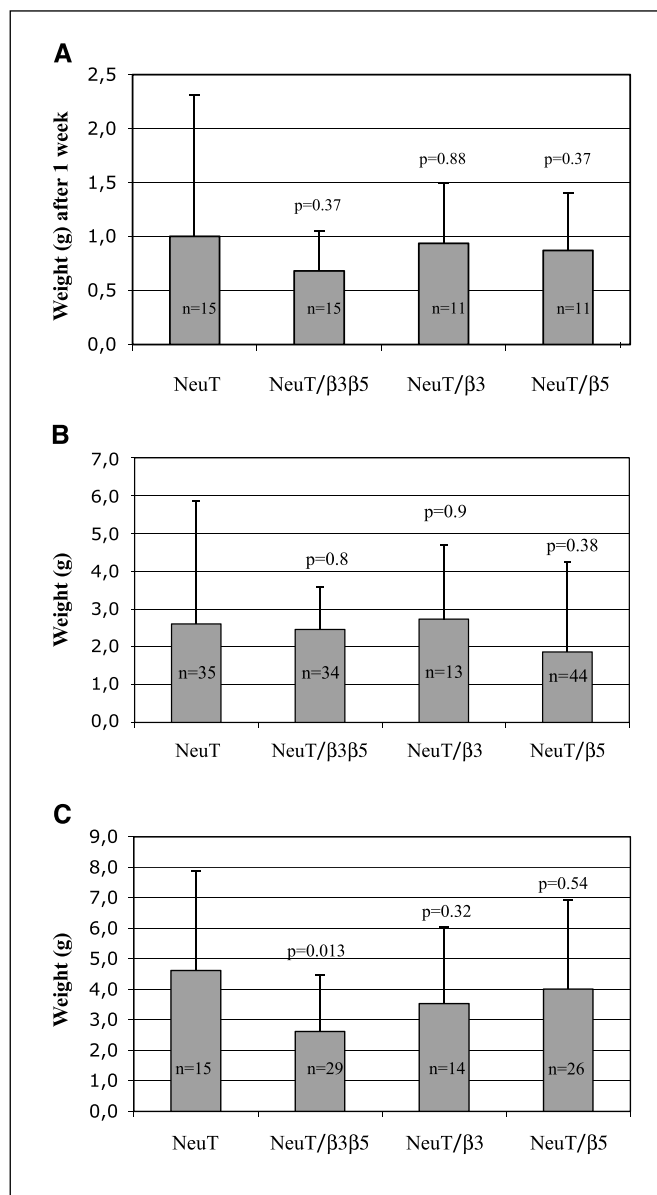 A
Weight (g) after 1 week
2,5
2,0
1,5
1,0
0,5
0,0
p=0.37
p=0.88
p=0.37
n=15
n=15
n=11
n=11
NeuT
NeuT/β3β5
NeuT/β3
NeuT/β5
B
Weight (g)
7,0
6,0
5,0
4,0
3,0
2,0
1,0
0,0
p=0.8
p=0.9
p=0.38
n=35
n=34
n=13
n=44
NeuT
NeuT/β3β5
NeuT/β3
NeuT/β5
C
Weight (g)
9,0
8,0
7,0
6,0
5,0
4,0
3,0
2,0
1,0
0,0
p=0.013
p=0.32
p=0.54
n=15
n=29
n=14
n=26
NeuT
NeuT/β3β5
NeuT/β3
NeuT/β5